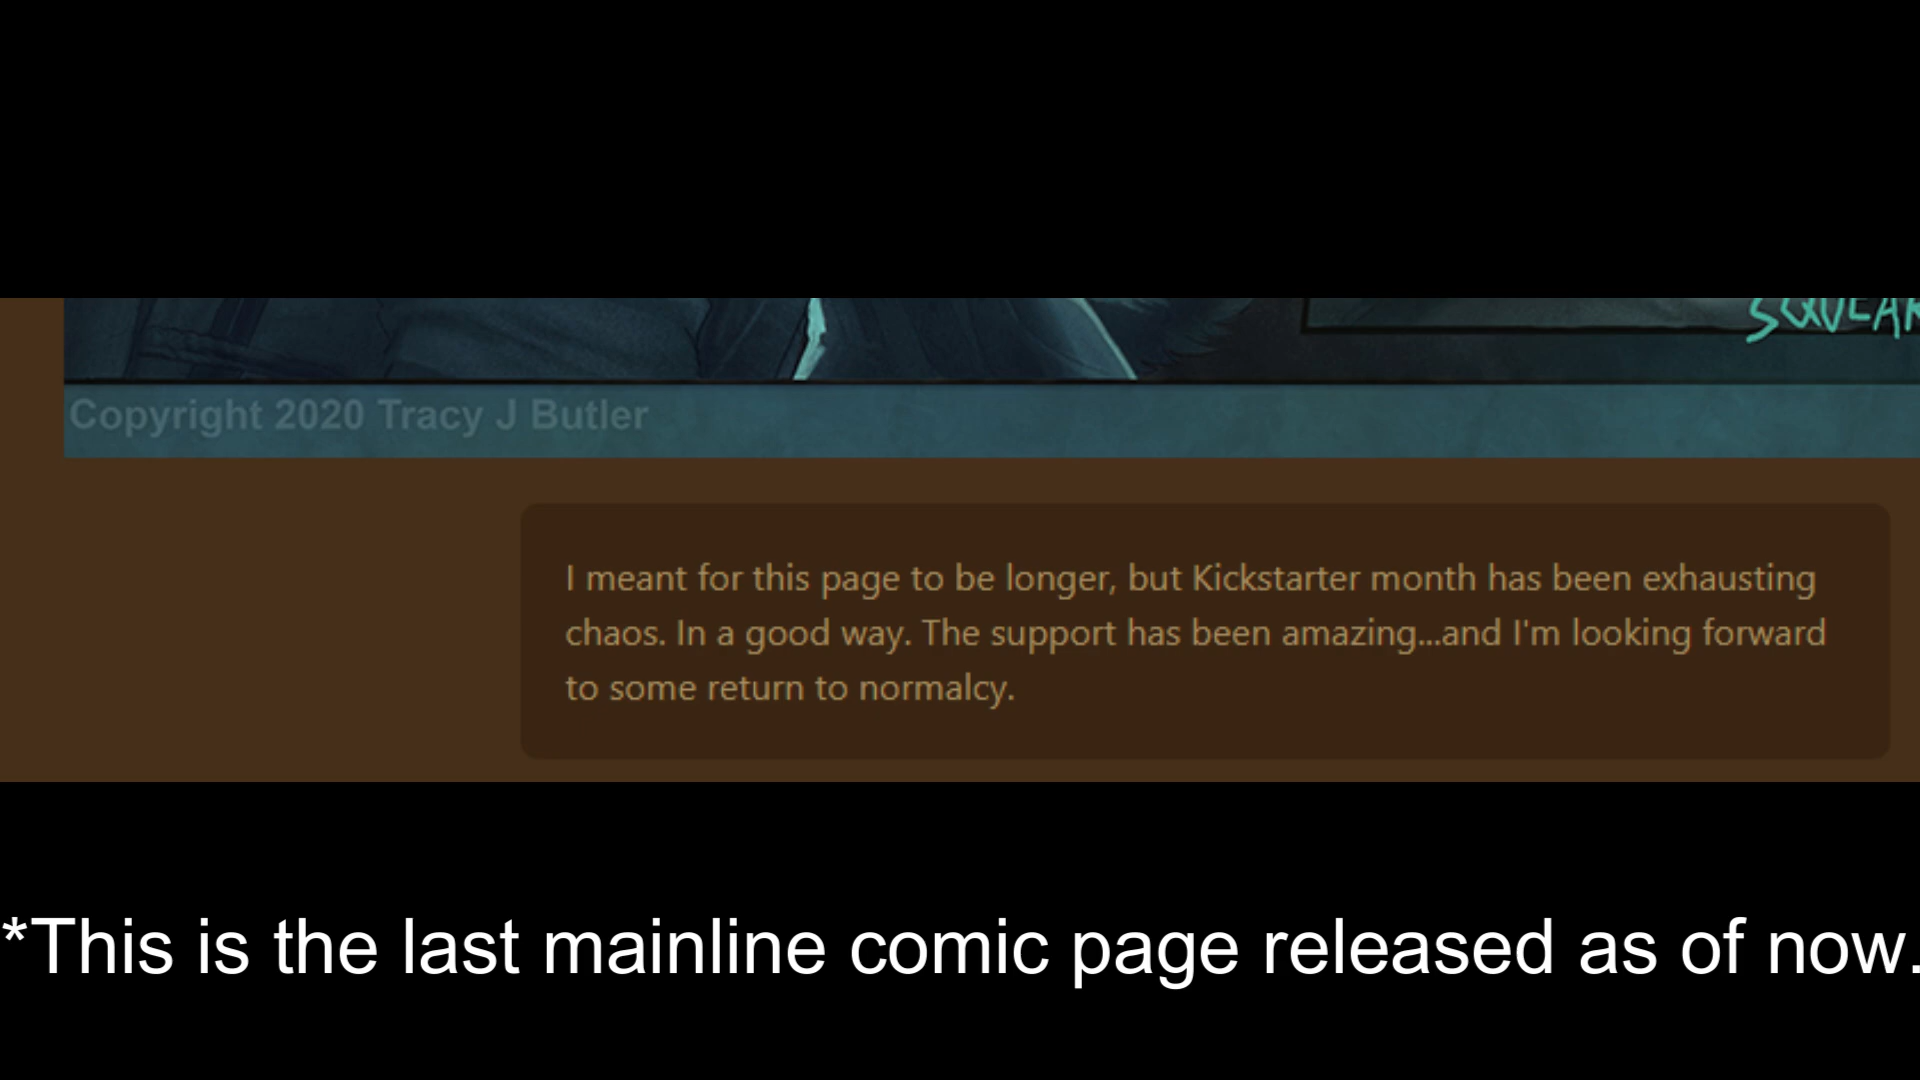 Copyright 2020 Tracy J Butler
I meant for this page to be longer, but Kickstarter month has been exhausting
chaos. In a good way. The support has been amazing...and I'm looking forward
to some return to normalcy.
*This is the last mainline comic page released as of now.